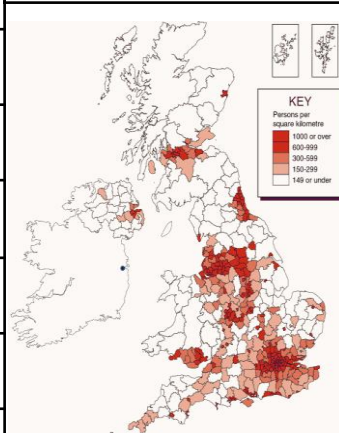 KEY
Persons per
square kilometre
1000 or over
600-999
300-599
150-299
149 or under